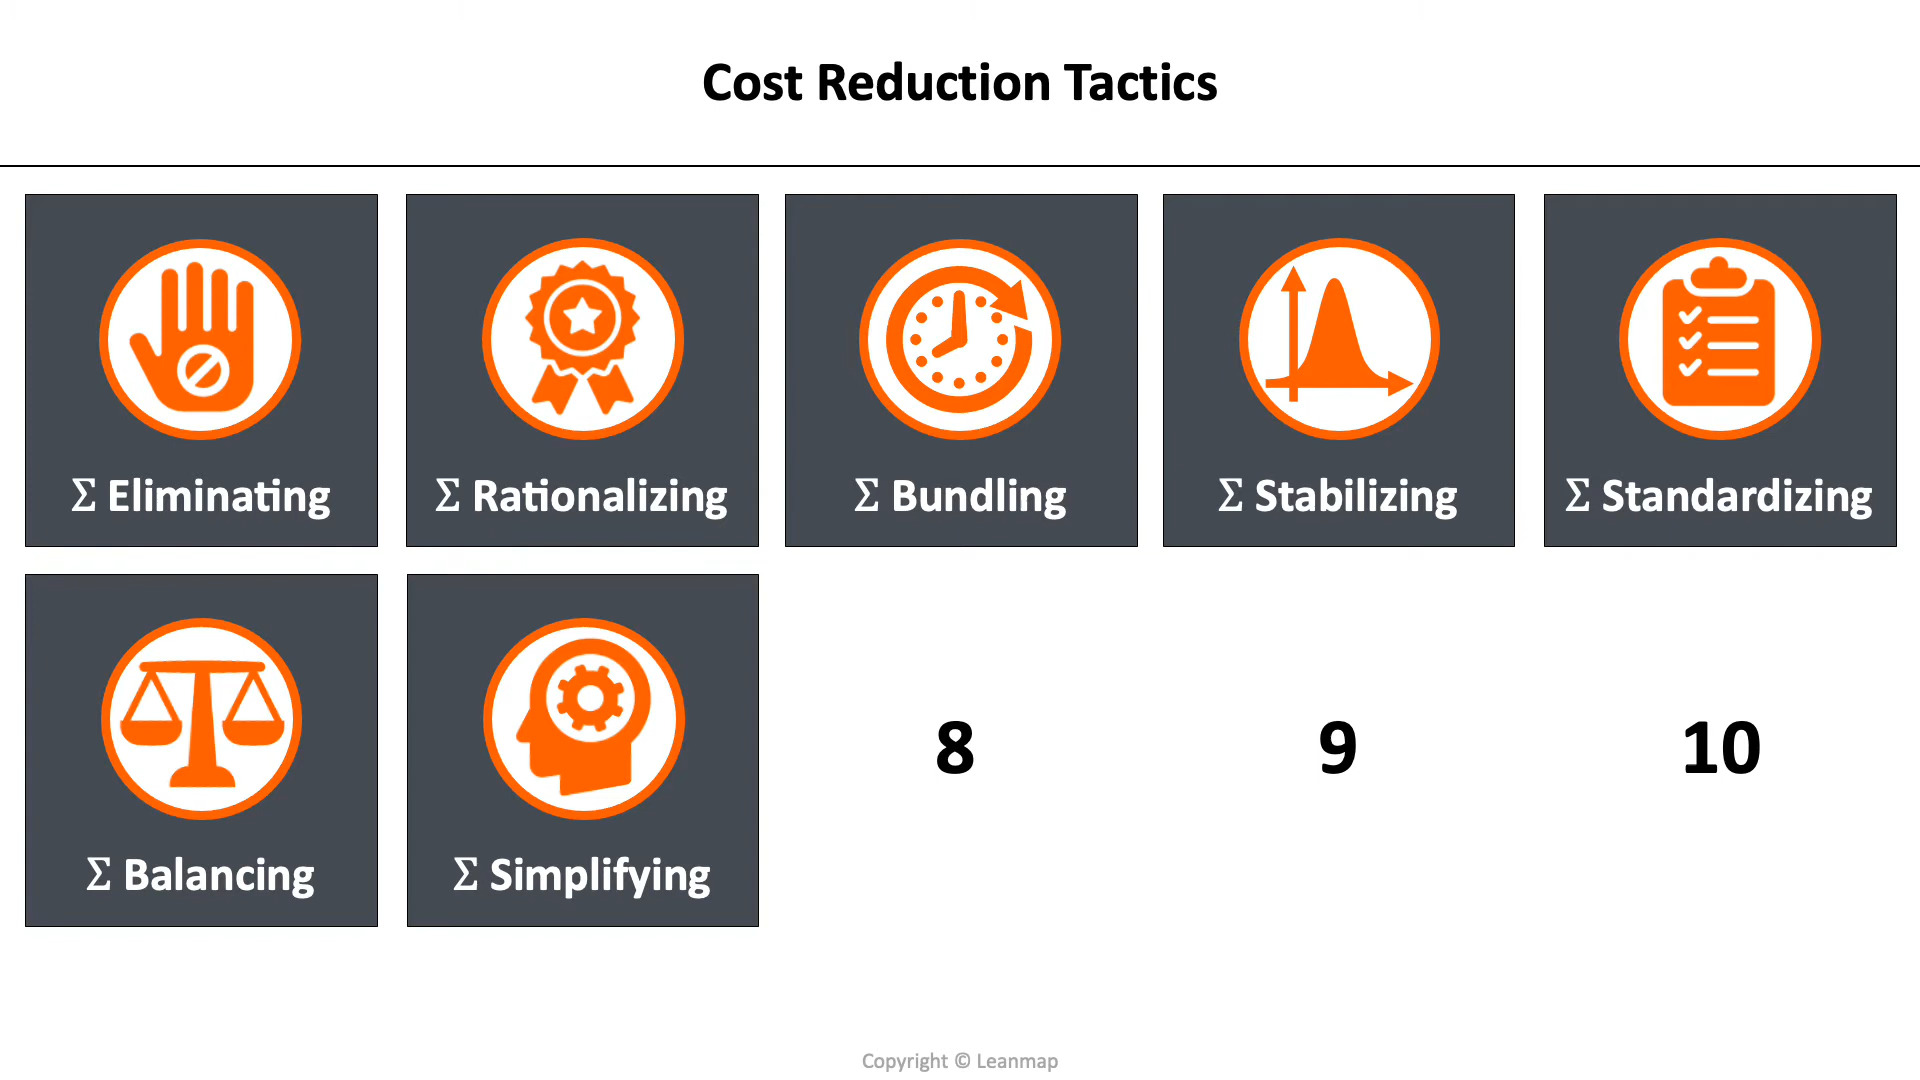 Cost Reduction Tactics
Σ Eliminating
Σ Rationalizing
Σ Bundling
Σ Stabilizing
Σ Standardizing
Σ Balancing
Σ Simplifying
8
9
10
Copyright © Leanmap